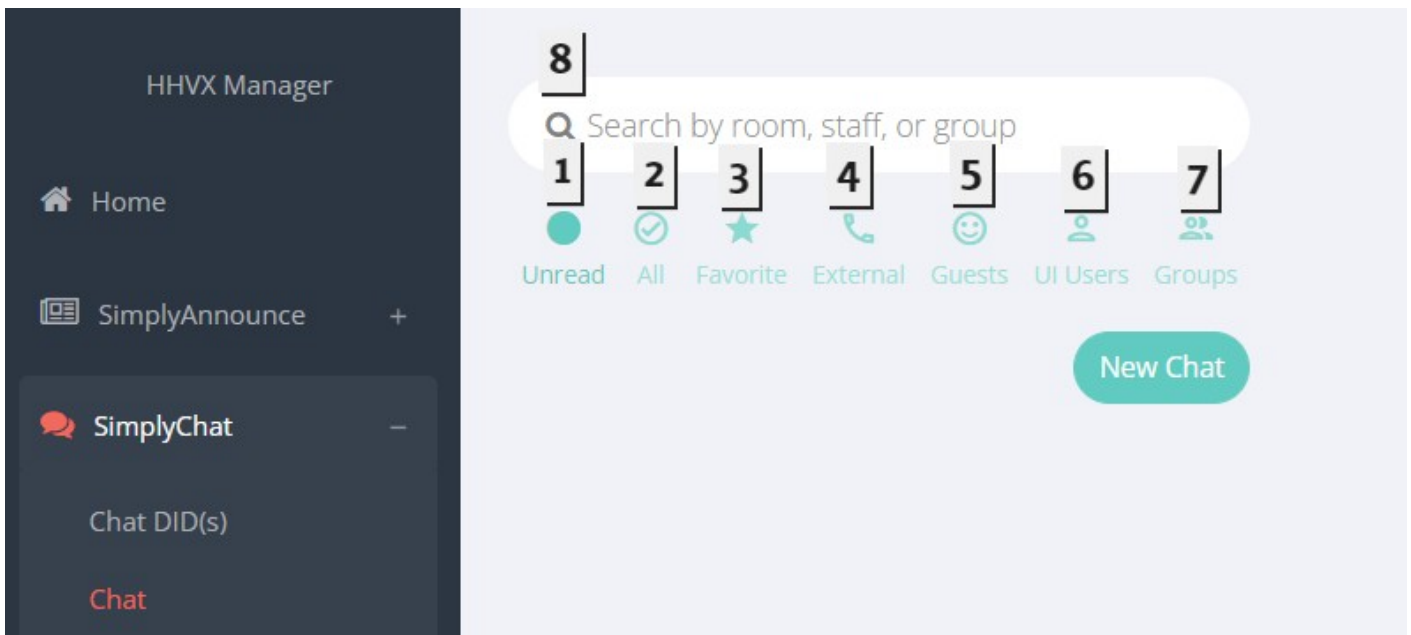 HHVX Manager
Home
SimplyAnnounce +
SimplyChat −
Chat DID(s)
Chat
8
Search by room, staff, or group
1 2 3 4 5 6 7
Unread All Favorite External Guests UI Users Groups
New Chat